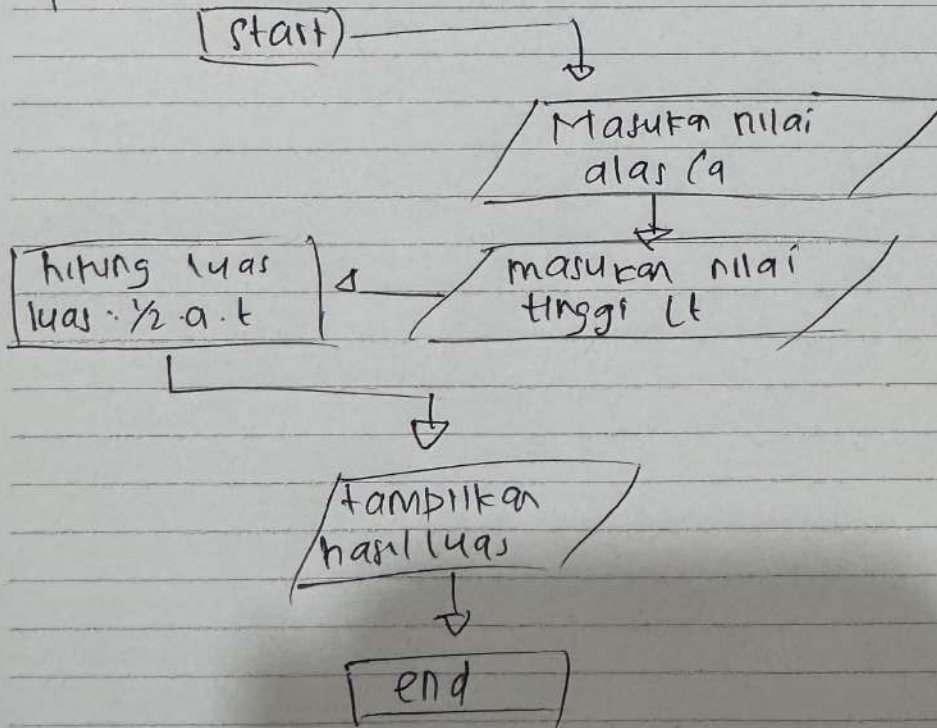 start
Masukan nilai
alas (a
masukan nilai
tinggi (t
hitung luas
luas : 1/2 . a . t
tampilkan
hasil luas
end